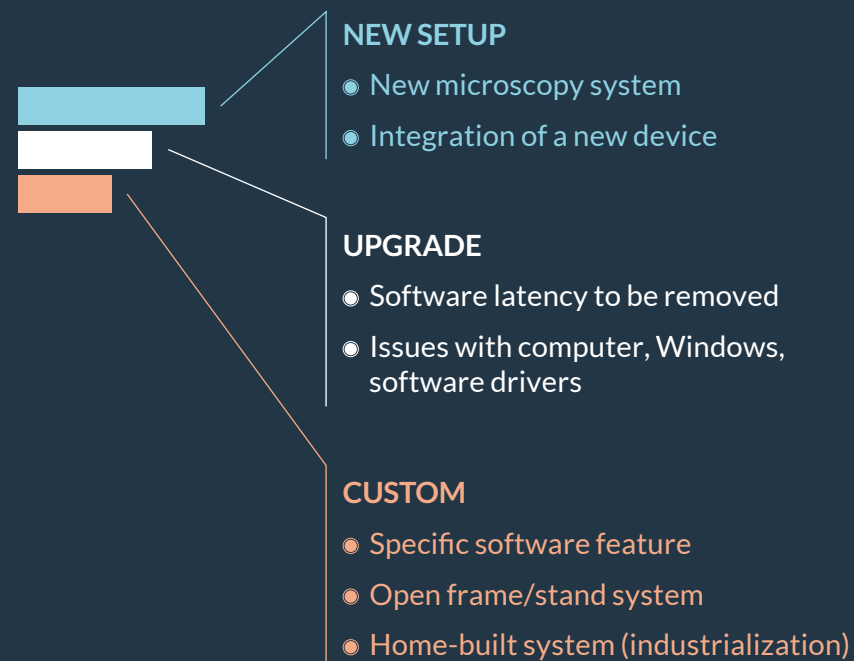 NEW SETUP
◉ New microscopy system
◉ Integration of a new device
UPGRADE
◉ Software latency to be removed
◉ Issues with computer, Windows,
software drivers
CUSTOM
◉ Specific software feature
◉ Open frame/stand system
◉ Home-built system (industrialization)